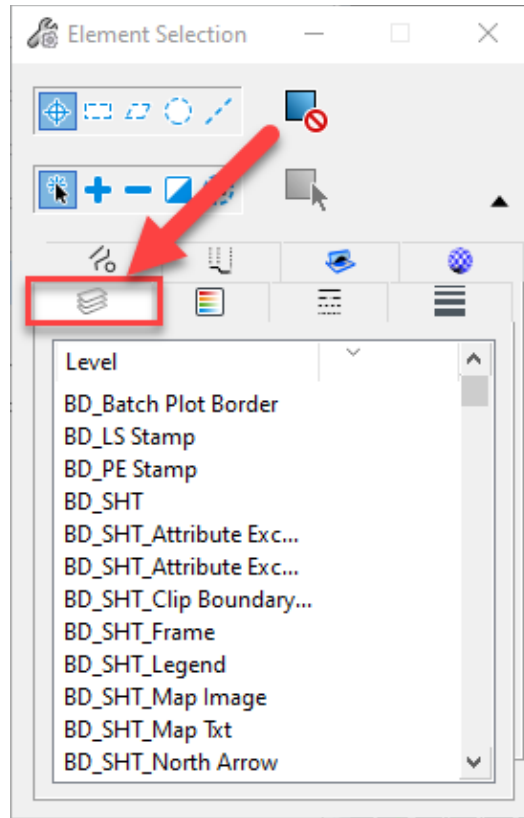 Element Selection
Level
BD_Batch Plot Border
BD_LS Stamp
BD_PE Stamp
BD_SHT
BD_SHT_Attribute Exc...
BD_SHT_Attribute Exc...
BD_SHT_Clip Boundary...
BD_SHT_Frame
BD_SHT_Legend
BD_SHT_Map Image
BD_SHT_Map Txt
BD_SHT_North Arrow